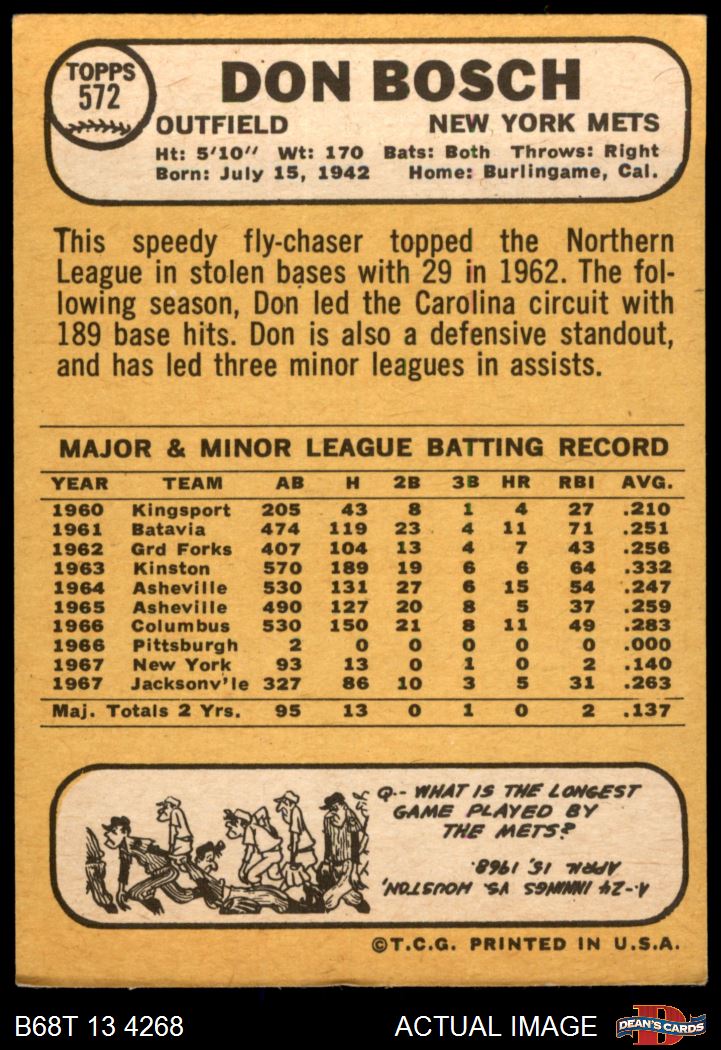 TOPPS
572
DON BOSCH
OUTFIELD NEW YORK METS
Ht: 5'10" Wt: 170 Bats: Both Throws: Right
Born: July 15, 1942 Home: Burlingame, Cal.
This speedy fly-chaser topped the Northern
League in stolen bases with 29 in 1962. The fol-
lowing season, Don led the Carolina circuit with
189 base hits. Don is also a defensive standout,
and has led three minor leagues in assists.
MAJOR & MINOR LEAGUE BATTING RECORD
YEAR TEAM AB H 2B 3B HR RBI AVG.
1960 Kingsport 205 43 8 1 4 27 .210
1961 Batavia 474 119 23 4 11 71 .251
1962 Grd Forks 407 104 13 4 7 43 .256
1963 Kinston 570 189 19 6 6 64 .332
1964 Asheville 530 131 27 6 15 54 .247
1965 Asheville 490 127 20 8 5 37 .259
1966 Columbus 530 150 21 8 11 49 .283
1966 Pittsburgh 2 0 0 0 0 0 .000
1967 New York 93 13 0 1 0 2 .140
1967 Jacksonv'le 327 86 10 3 5 31 .263
Maj. Totals 2 Yrs. 95 13 0 1 0 2 .137
Q-- WHAT IS THE LONGEST
GAME PLAYED BY
THE METS?
A-- 24 INNINGS VS. HOUSTON,
APRIL 15, 1968.
©T.C.G. PRINTED IN U.S.A.
B68T 13 4268 ACTUAL IMAGE
D
DEAN'S CARDS